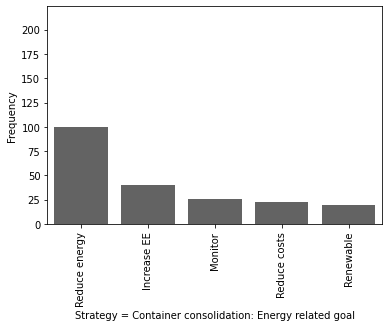 Frequency
200
175
150
125
100
75
50
25
0
Reduce energy
Increase EE
Monitor
Reduce costs
Renewable
Strategy = Container consolidation: Energy related goal